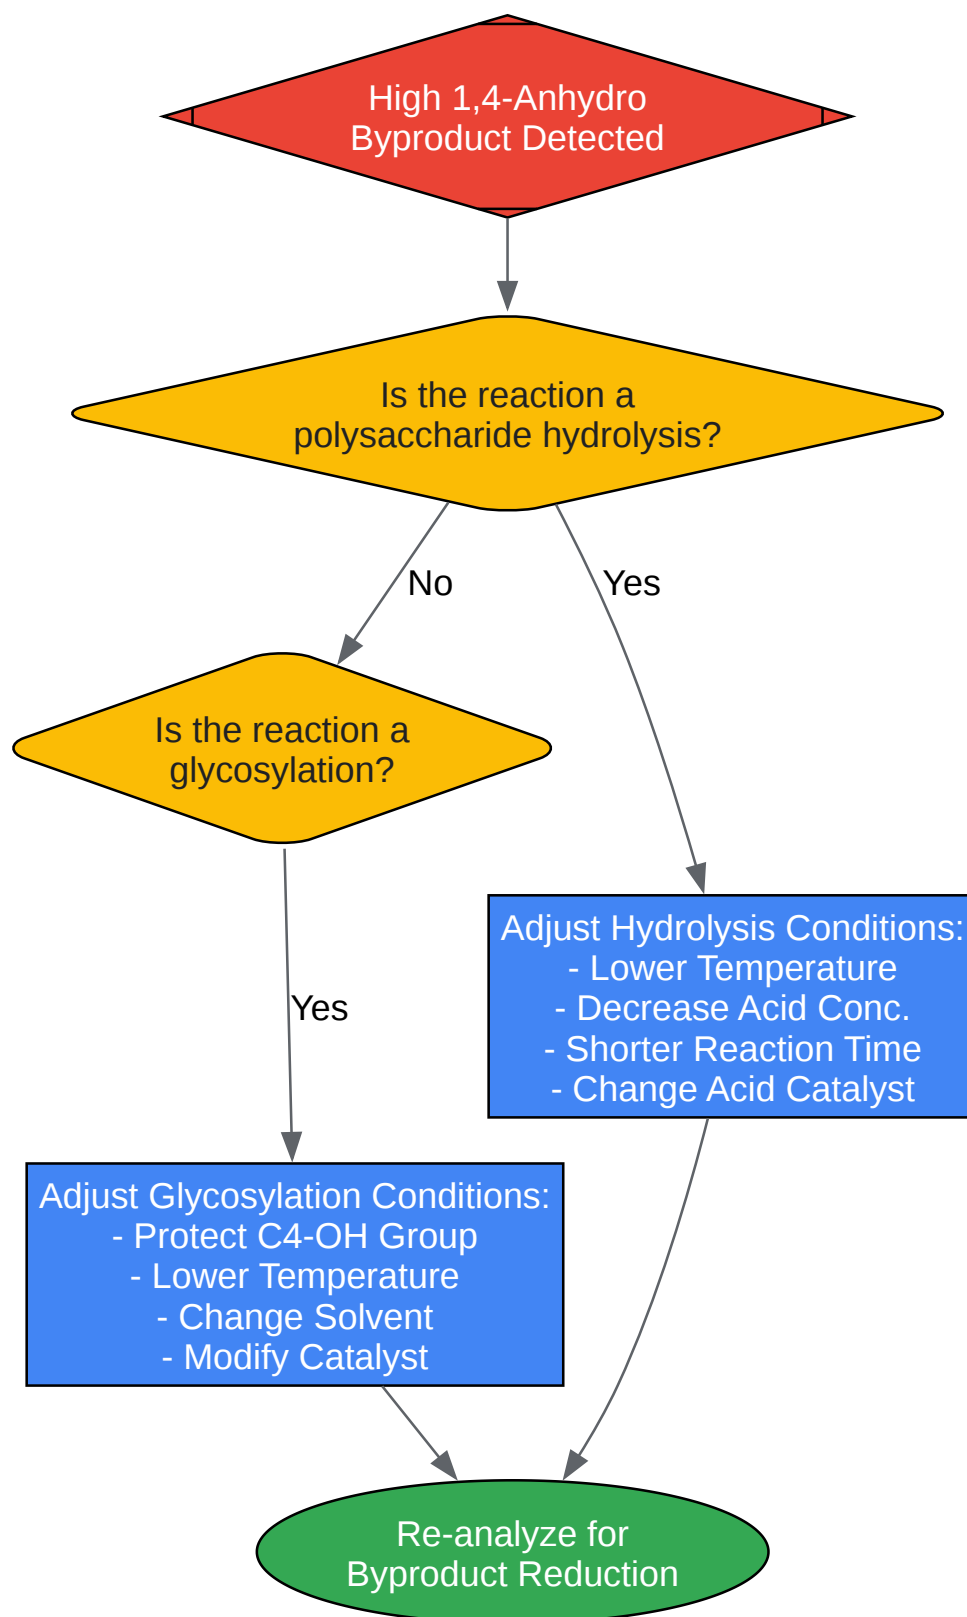 High 1,4-Anhydro
Byproduct Detected
Is the reaction a
polysaccharide hydrolysis?
No
Yes
Is the reaction a
glycosylation?
Adjust Hydrolysis Conditions:
- Lower Temperature
- Decrease Acid Conc.
- Shorter Reaction Time
- Change Acid Catalyst
Yes
Adjust Glycosylation Conditions:
- Protect C4-OH Group
- Lower Temperature
- Change Solvent
- Modify Catalyst
Re-analyze for
Byproduct Reduction